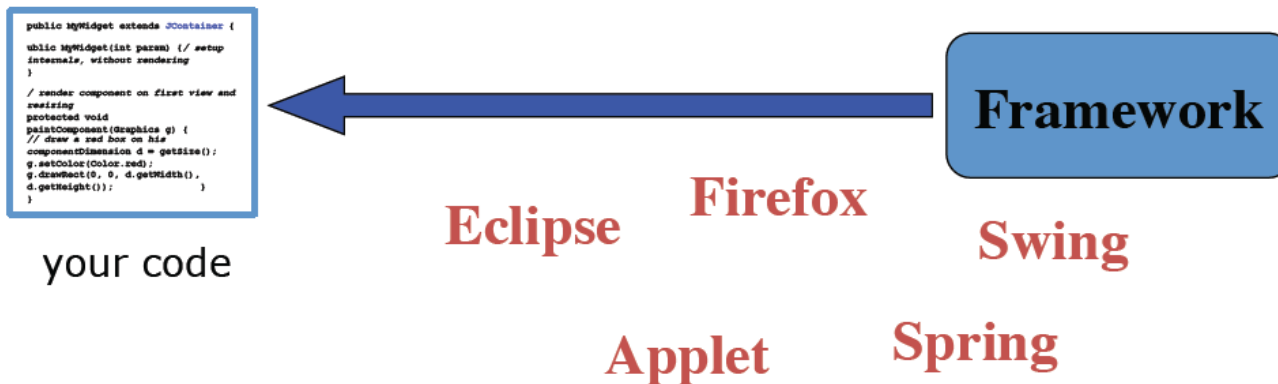 public MyWidget extends JContainer {
ublic MyWidget(int param) {/ setup
internals, without rendering
}
/ render component on first view and
resizing
protected void
paintComponent(Graphics g) {
// draw a red box on his
componentDimension d = getSize();
g.setColor(Color.red);
g.drawRect(0, 0, d.getWidth(),
d.getHeight()); }
}
your code
Framework
Firefox
Eclipse
Swing
Spring
Applet